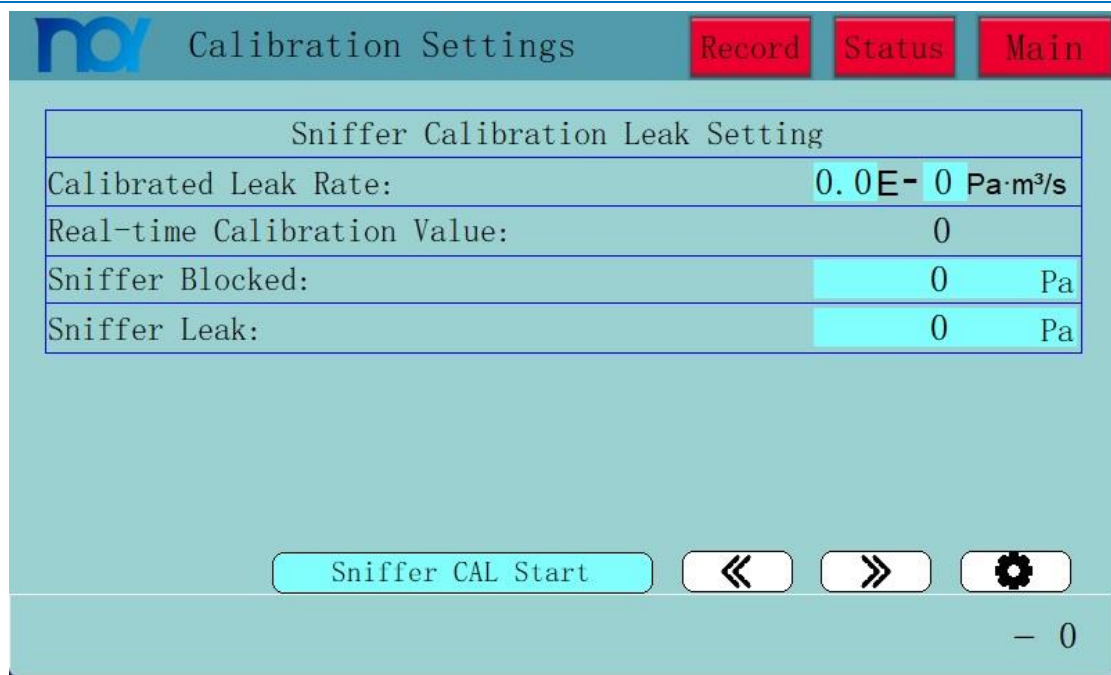 Calibration Settings Record Status Main
Sniffer Calibration Leak Setting
Calibrated Leak Rate: 0.0E- 0 Pa·m³/s
Real-time Calibration Value: 0
Sniffer Blocked: 0 Pa
Sniffer Leak: 0 Pa
Sniffer CAL Start
- 0